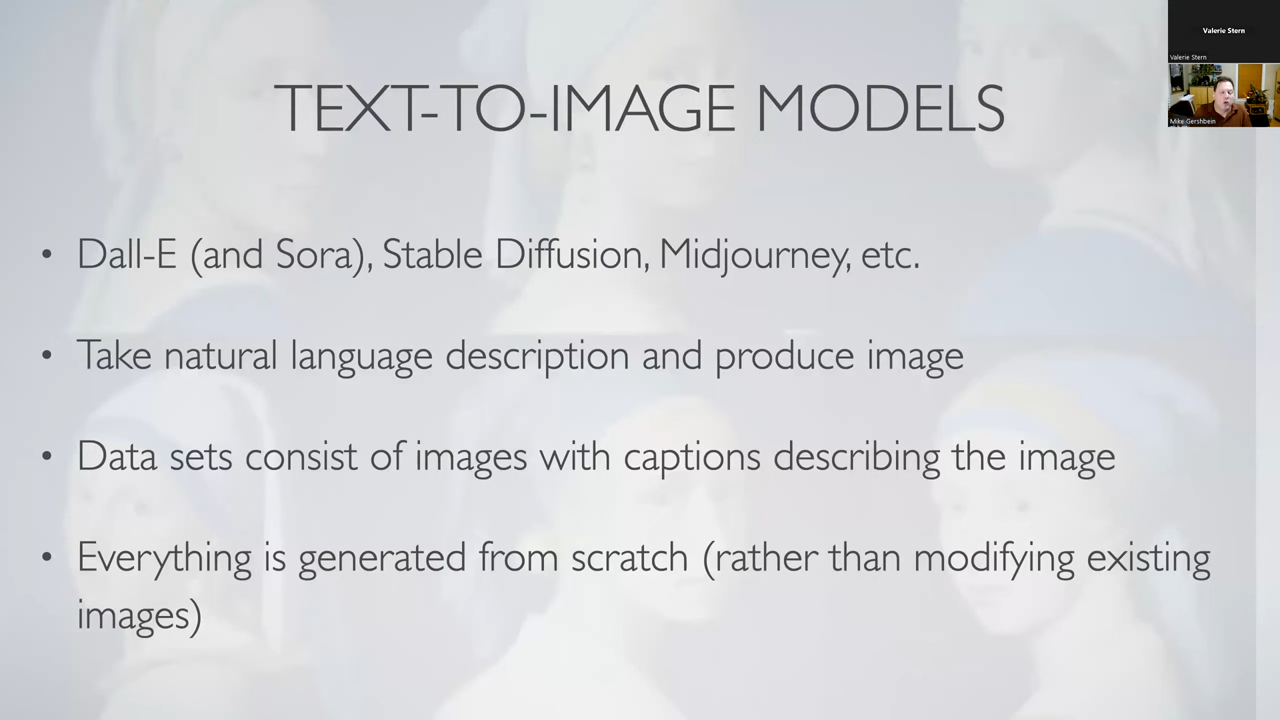 Valerie Stern
Valerie Stern
Mike Gershbein
TEXT-TO-IMAGE MODELS
• Dall-E (and Sora), Stable Diffusion, Midjourney, etc.
• Take natural language description and produce image
• Data sets consist of images with captions describing the image
• Everything is generated from scratch (rather than modifying existing
images)